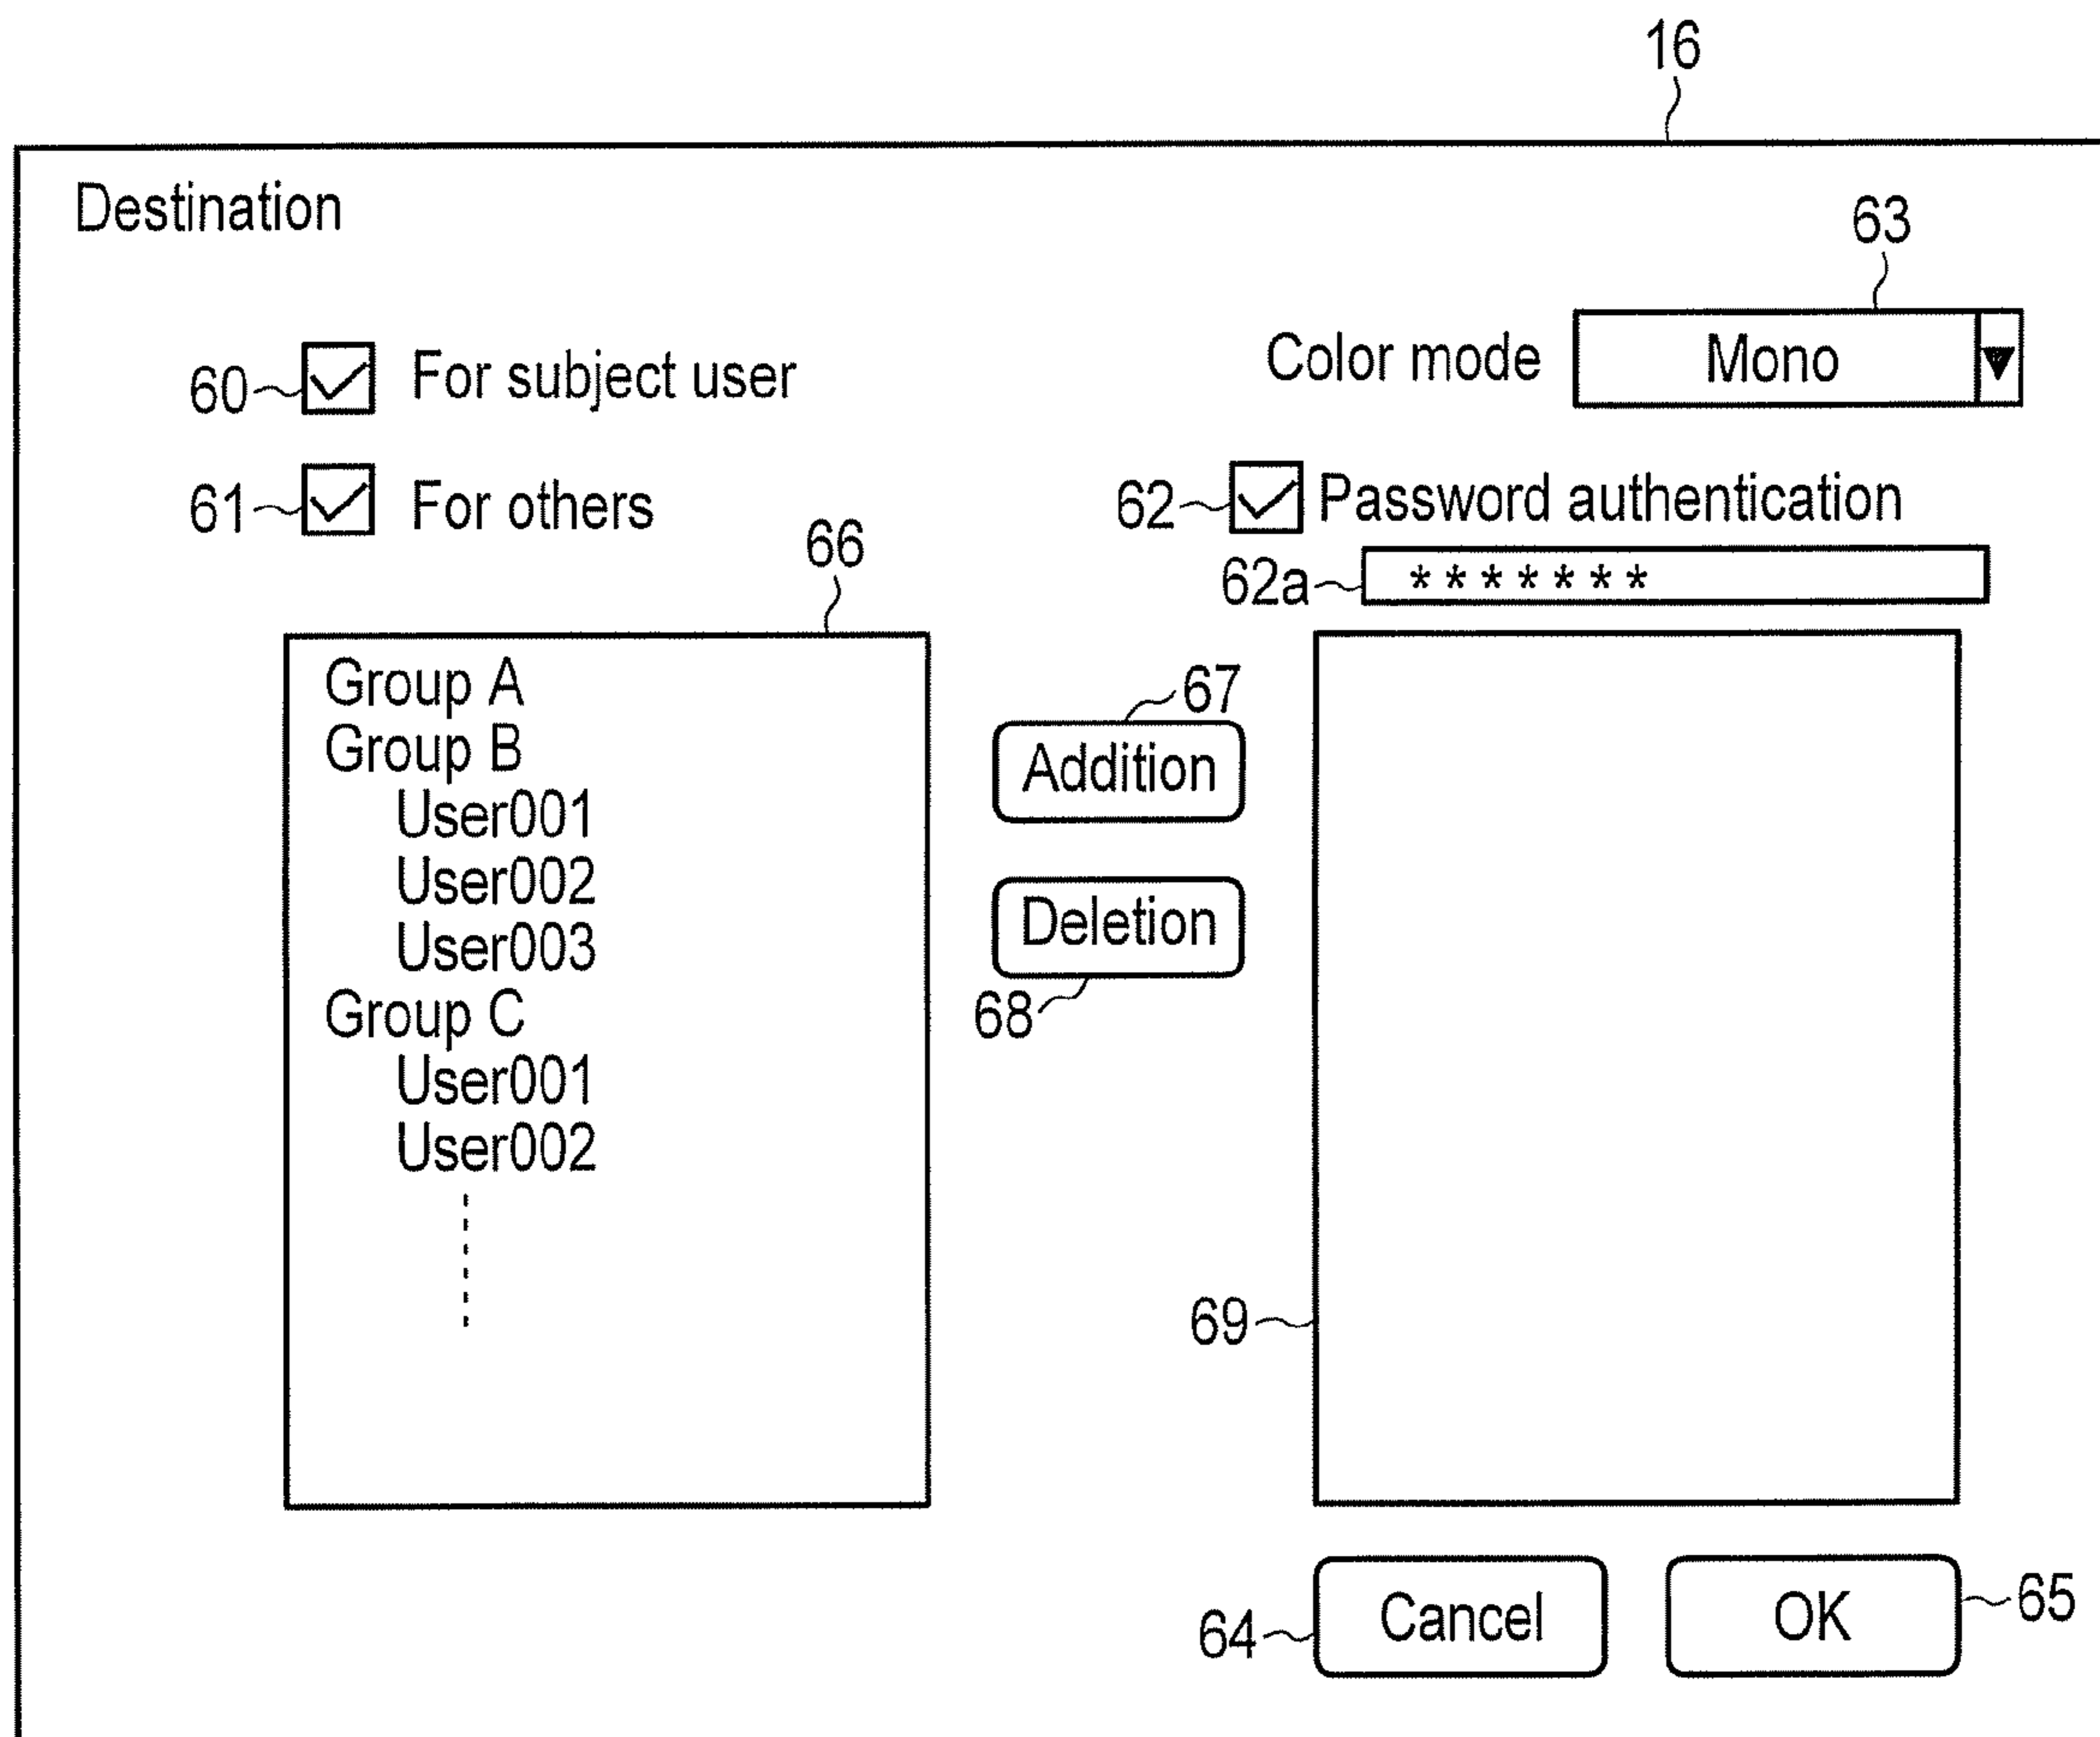 16
Destination
63
60 For subject user
Color mode Mono
61 For others
62 Password authentication
66
62a *******
Group A
Group B
User001
User002
User003
Group C
User001
User002
67
Addition
Deletion
68
69
64 Cancel
OK 65